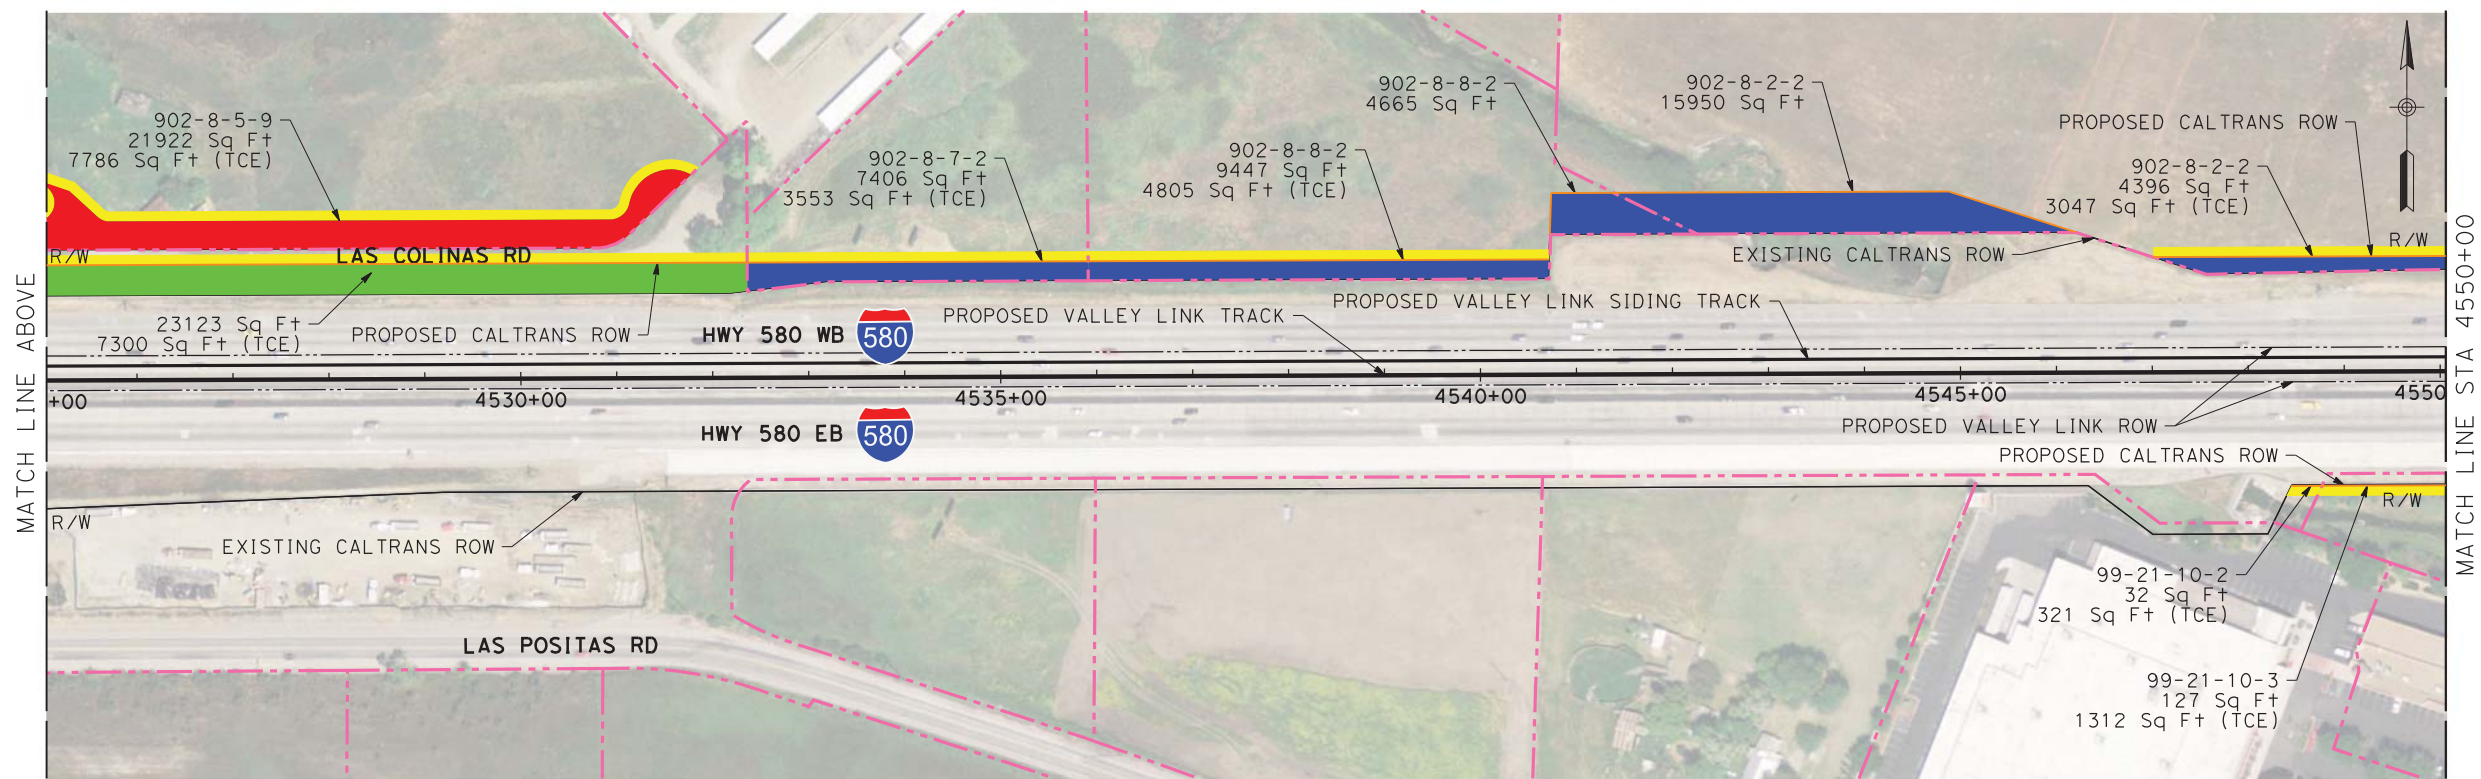 902-8-5-9
21922 Sq Ft
7786 Sq Ft (TCE)
902-8-7-2
7406 Sq Ft
3553 Sq Ft (TCE)
902-8-8-2
9447 Sq Ft
4805 Sq Ft (TCE)
902-8-8-2
4665 Sq Ft
902-8-2-2
15950 Sq Ft
PROPOSED CALTRANS ROW
902-8-2-2
4396 Sq Ft
3047 Sq Ft (TCE)
R/W
R/W
LAS COLINAS RD
EXISTING CALTRANS ROW
23123 Sq Ft
7300 Sq Ft (TCE)
PROPOSED CALTRANS ROW
HWY 580 WB
580
PROPOSED VALLEY LINK TRACK
PROPOSED VALLEY LINK SIDING TRACK
MATCH LINE ABOVE
MATCH LINE STA 4550+00
+00
4530+00
4535+00
4540+00
4545+00
4550
HWY 580 EB
580
PROPOSED VALLEY LINK ROW
PROPOSED CALTRANS ROW
R/W
R/W
EXISTING CALTRANS ROW
99-21-10-2
32 Sq Ft
321 Sq Ft (TCE)
LAS POSITAS RD
99-21-10-3
127 Sq Ft
1312 Sq Ft (TCE)